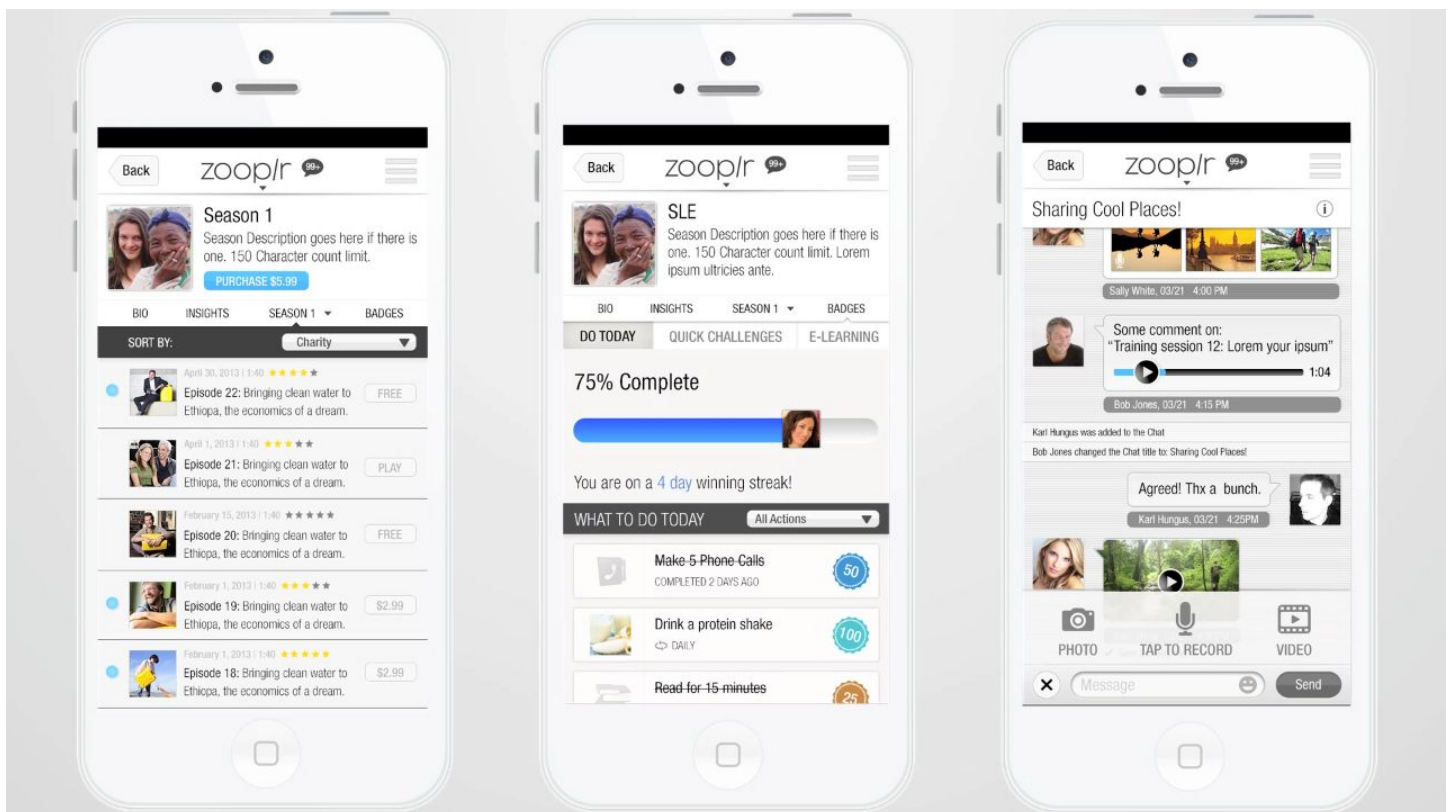 Back
zoop/r 99+
Season 1
Season Description goes here if there is
one. 150 Character count limit.
PURCHASE $5.99
BIO INSIGHTS SEASON 1 BADGES
SORT BY: Charity
April 30, 2013 | 1:40
Episode 22: Bringing clean water to
Ethiopa, the economics of a dream.
FREE
April 1, 2013 | 1:40
Episode 21: Bringing clean water to
Ethiopa, the economics of a dream.
PLAY
February 15, 2013 | 1:40
Episode 20: Bringing clean water to
Ethiopa, the economics of a dream.
FREE
February 1, 2013 | 1:40
Episode 19: Bringing clean water to
Ethiopa, the economics of a dream.
$2.99
February 1, 2013 | 1:40
Episode 18: Bringing clean water to
Ethiopa, the economics of a dream.
$2.99
Back
zoop/r 99+
SLE
Season Description goes here if there is
one. 150 Character count limit. Lorem
ipsum ultricies ante.
BIO INSIGHTS SEASON 1 BADGES
DO TODAY QUICK CHALLENGES E-LEARNING
75% Complete
You are on a 4 day winning streak!
WHAT TO DO TODAY All Actions
Make 5 Phone Calls
COMPLETED 2 DAYS AGO
50
Drink a protein shake
DAILY
100
Read for 15 minutes
25
Back
zoop/r 99+
Sharing Cool Places!
i
Sally White, 03/21 4:00 PM
Some comment on:
"Training session 12: Lorem your ipsum"
1:04
Bob Jones, 03/21 4:15 PM
Karl Hungus was added to the Chat
Bob Jones changed the Chat title to: Sharing Cool Places!
Agreed! Thx a bunch.
Karl Hungus, 03/21 4:25PM
PHOTO TAP TO RECORD VIDEO
Message
Send